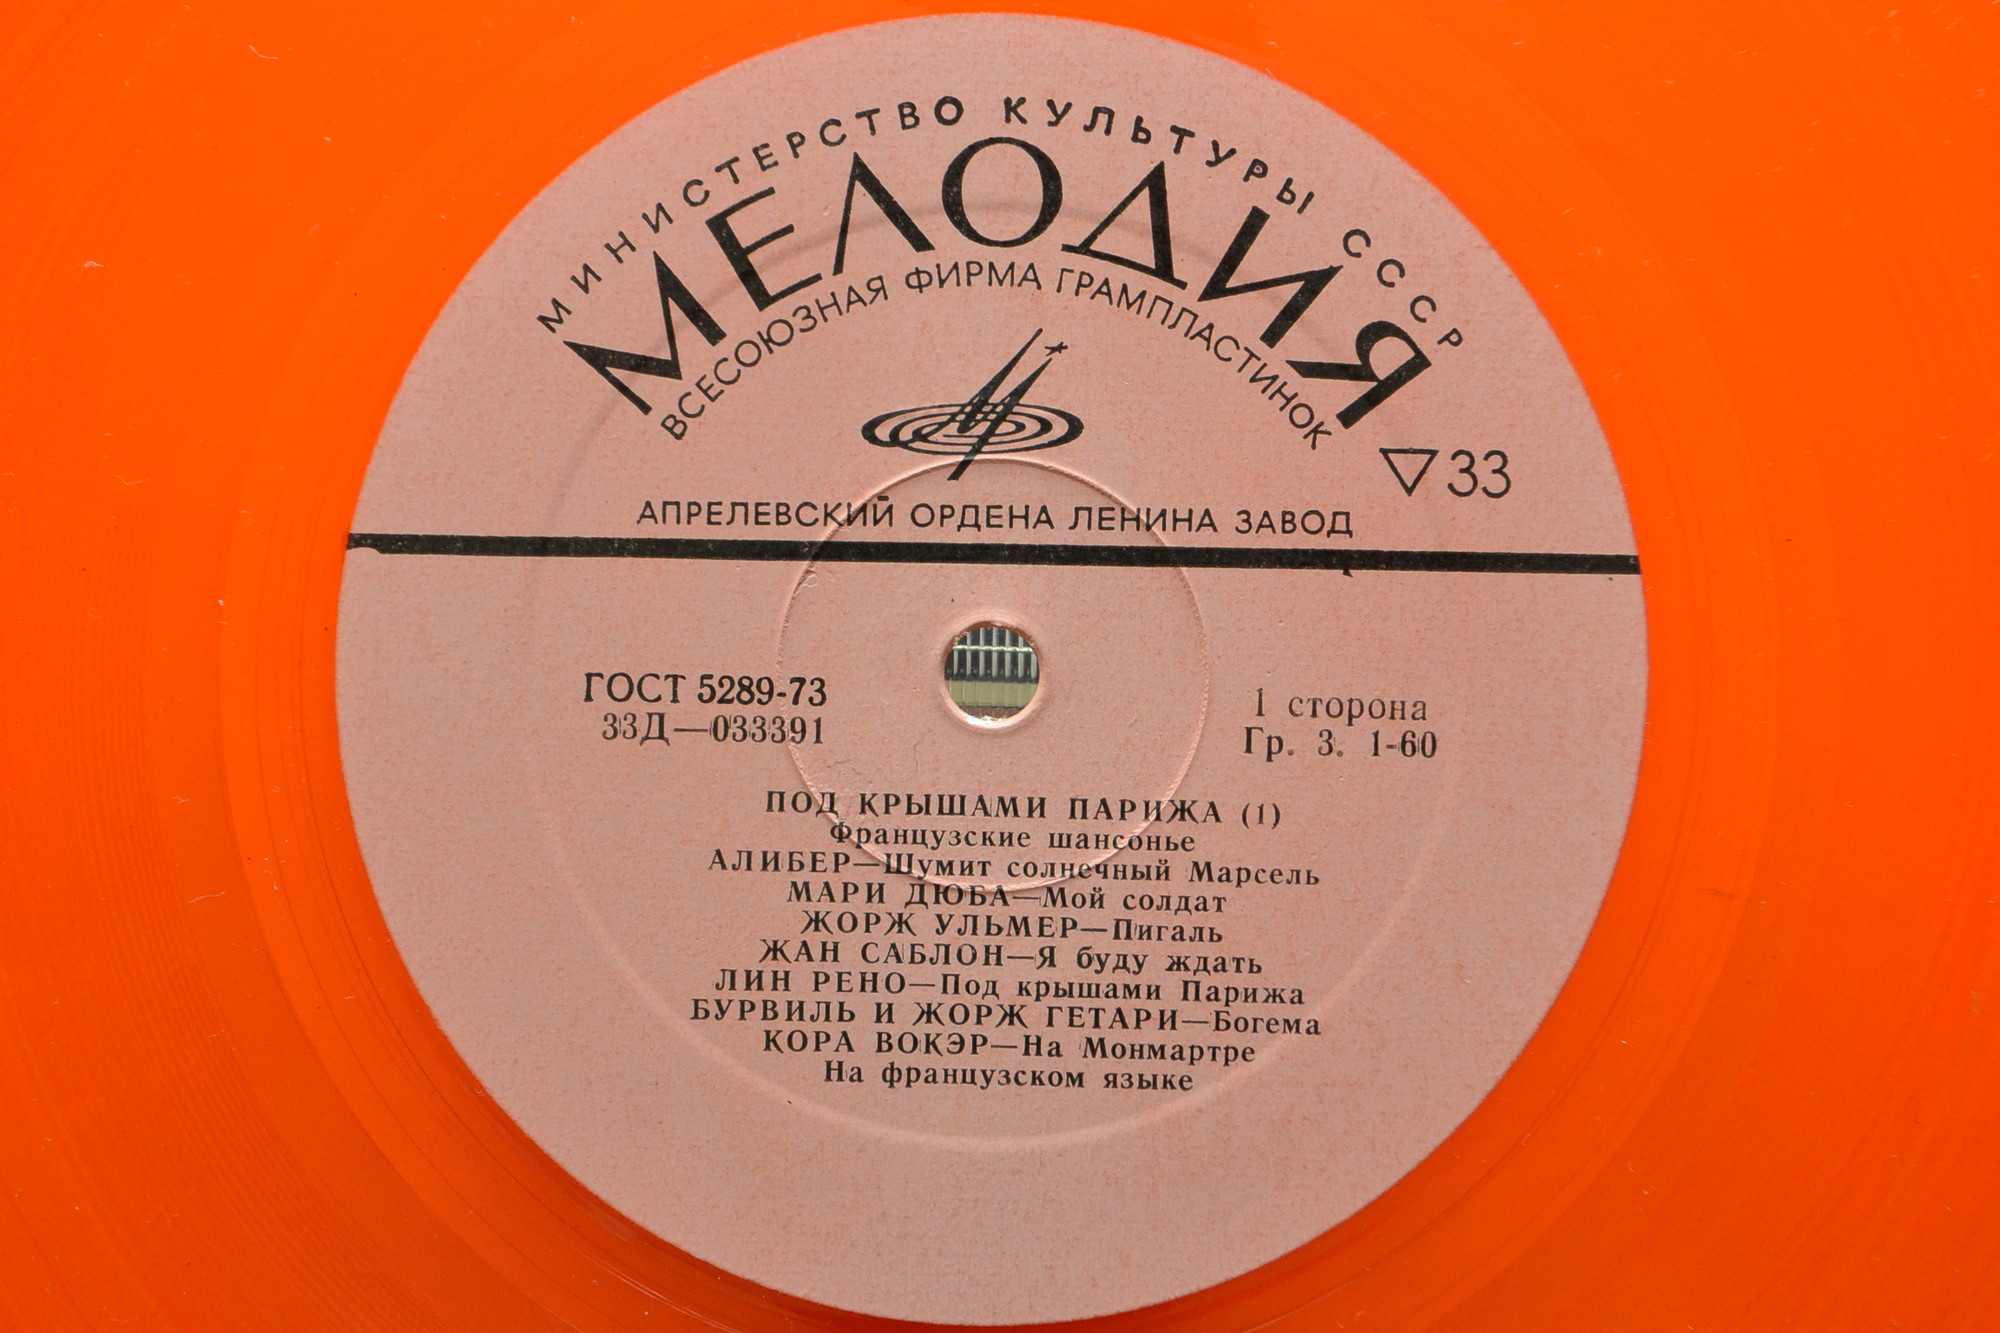 МИНИСТЕРСТВО КУЛЬТУРЫ СССР
МЕЛОДИЯ
ВСЕСОЮЗНАЯ ФИРМА ГРАМПЛАСТИНОК
▽33
АПРЕЛЕВСКИЙ ОРДЕНА ЛЕНИНА ЗАВОД
ГОСТ 5289-73
33Д—033391
1 сторона
Гр. 3. 1-60
ПОД КРЫШАМИ ПАРИЖА (1)
Французские шансонье
АЛИБЕР—Шумит солнечный Марсель
МАРИ ДЮБА—Мой солдат
ЖОРЖ УЛЬМЕР—Пигаль
ЖАН САБЛОН—Я буду ждать
ЛИН РЕНО—Под крышами Парижа
БУРВИЛЬ И ЖОРЖ ГЕТАРИ—Богема
КОРА ВОКЭР—На Монмартре
На французском языке